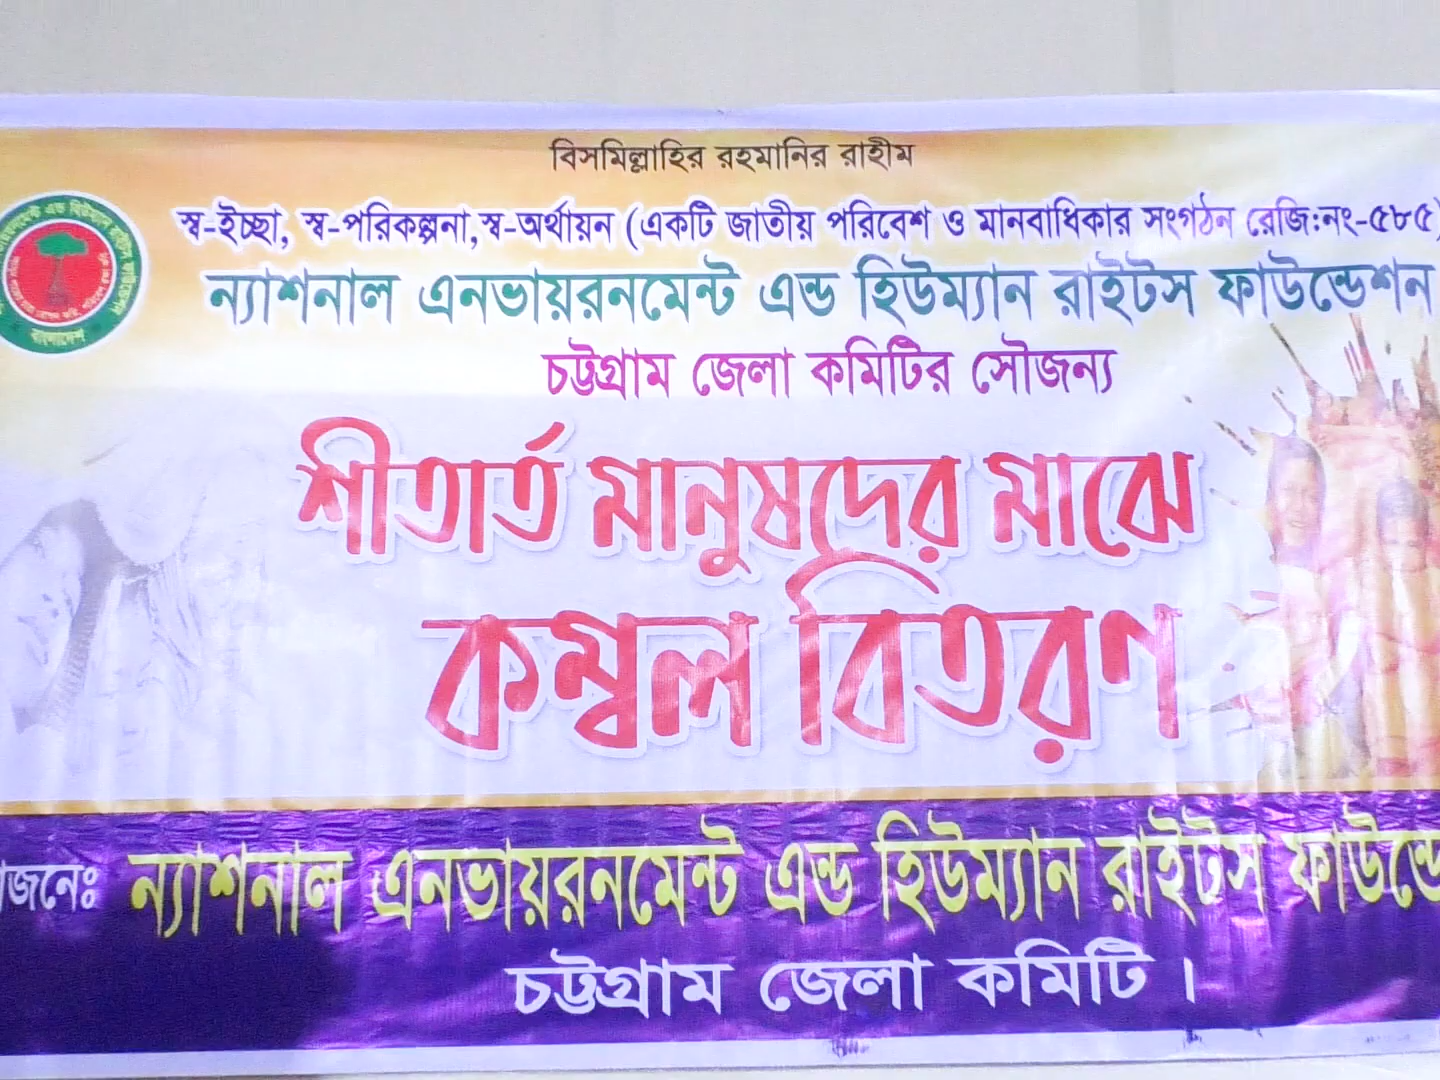 বিসমিল্লাহির রহমানির রাহীম
স্ব-ইচ্ছা, স্ব-পরিকল্পনা,স্ব-অর্থায়ন (একটি জাতীয় পরিবেশ ও মানবাধিকার সংগঠন রেজি:নং-৫৮৫)
ন্যাশনাল এনভায়রনমেন্ট এন্ড হিউম্যান রাইটস ফাউন্ডেশন
চট্টগ্রাম জেলা কমিটির সৌজন্য
শীতার্ত মানুষদের মাঝে
কম্বল বিতরণ
ন্যাশনাল এনভায়রনমেন্ট এন্ড হিউম্যান রাইটস
চট্টগ্রাম জেলা কমিটি ।
বাংলাদেশ